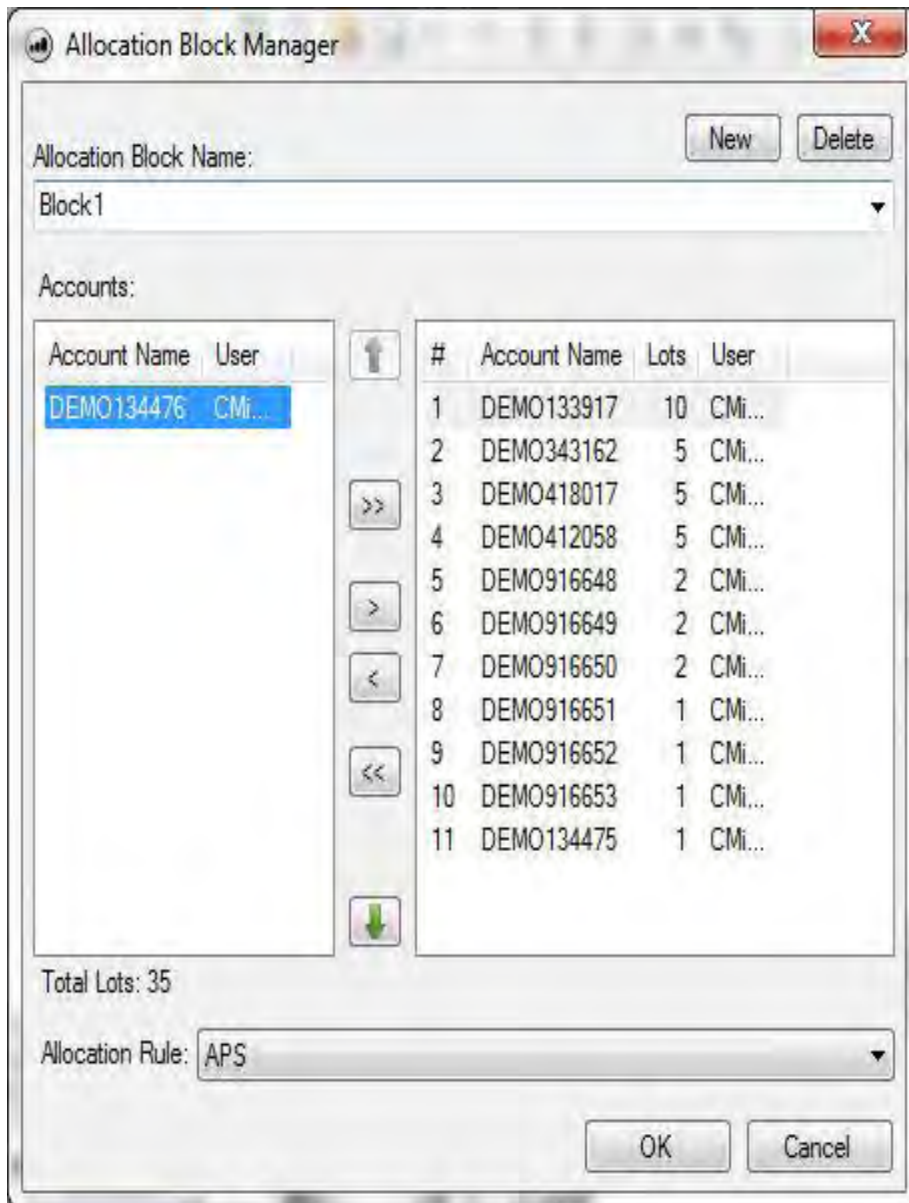 Allocation Block Manager
X
New Delete
Allocation Block Name:
Block1
Accounts:
Account Name User
DEMO134476 CMi...
>>
>
<
<<
# Account Name Lots User
1 DEMO133917 10 CMi...
2 DEMO343162 5 CMi...
3 DEMO418017 5 CMi...
4 DEMO412058 5 CMi...
5 DEMO916648 2 CMi...
6 DEMO916649 2 CMi...
7 DEMO916650 2 CMi...
8 DEMO916651 1 CMi...
9 DEMO916652 1 CMi...
10 DEMO916653 1 CMi...
11 DEMO134475 1 CMi...
Total Lots: 35
Allocation Rule: APS
OK Cancel